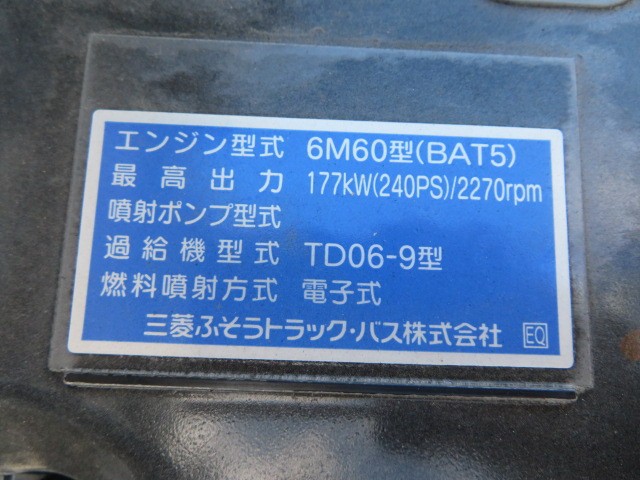 エンジン型式 6M60型(BAT5)
最高出力 177kW(240PS)/2270rpm
噴射ポンプ型式
過給機型式 TD06-9型
燃料噴射方式 電子式
三菱ふそうトラック・バス株式会社 EQ